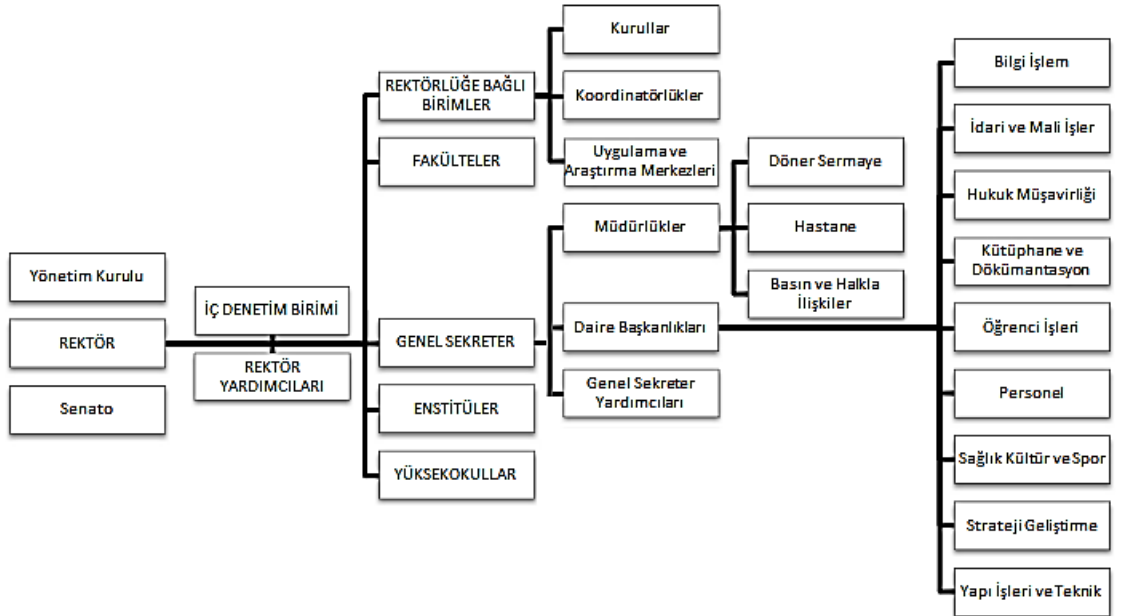 Yönetim Kurulu
REKTÖR
Senato
İÇ DENETİM BİRİMİ
REKTÖR
YARDIMCILARI
REKTÖRLÜĞE BAĞLI
BİRİMLER
FAKÜLTELER
GENEL SEKRETER
ENSTİTÜLER
YÜKSEKOKULLAR
Kurullar
Koordinatörlükler
Uygulama ve
Araştırma Merkezleri
Müdürlükler
Daire Başkanlıkları
Genel Sekreter
Yardımcıları
Döner Sermaye
Hastane
Basın ve Halkla
İlişkiler
Bilgi İşlem
İdari ve Mali İşler
Hukuk Müşavirliği
Kütüphane ve
Dökümantasyon
Öğrenci İşleri
Personel
Sağlık Kültür ve Spor
Strateji Geliştirme
Yapı İşleri ve Teknik